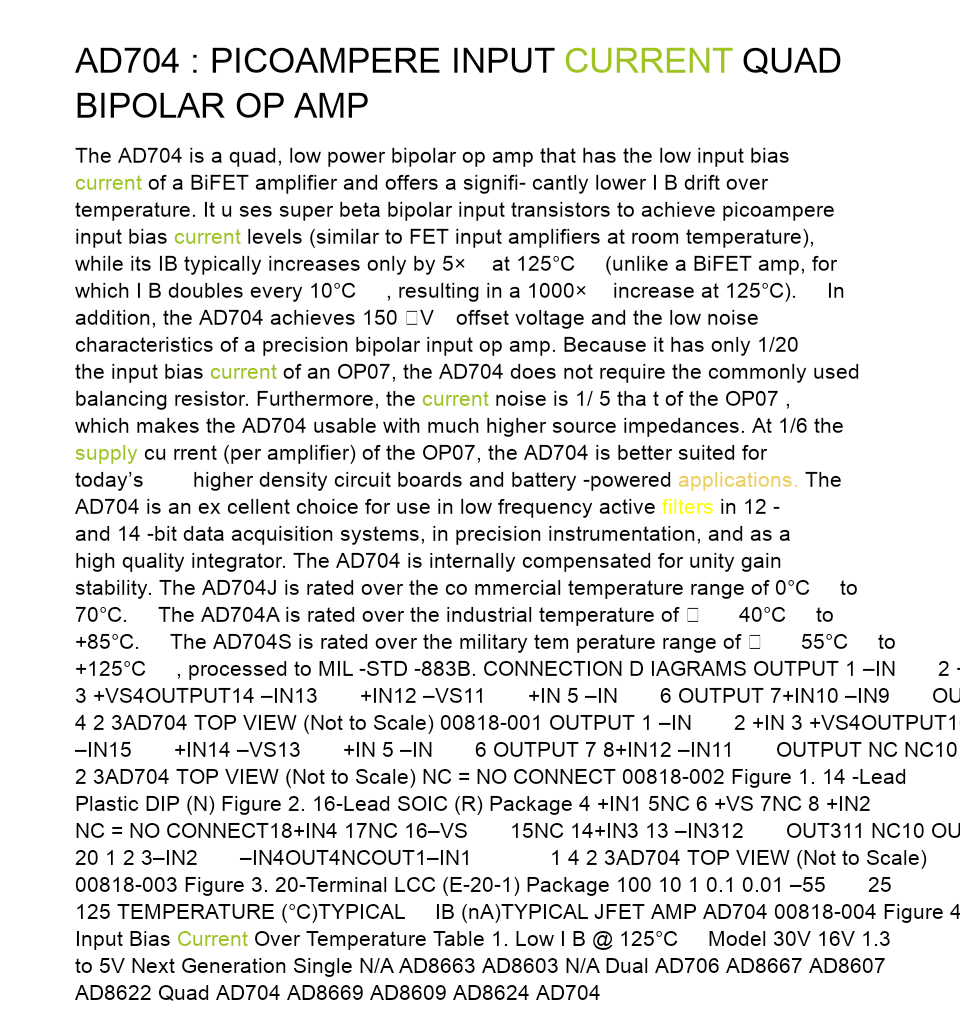 AD704 : PICOAMPERE INPUT CURRENT QUAD
BIPOLAR OP AMP
The AD704 is a quad, low power bipolar op amp that has the low input bias
current of a BiFET amplifier and offers a signifi- cantly lower I B drift over
temperature. It u ses super beta bipolar input transistors to achieve picoampere
input bias current levels (similar to FET input amplifiers at room temperature),
while its IB typically increases only by 5× at 125°C (unlike a BiFET amp, for
which I B doubles every 10°C , resulting in a 1000× increase at 125°C). In
addition, the AD704 achieves 150 □V offset voltage and the low noise
characteristics of a precision bipolar input op amp. Because it has only 1/20
the input bias current of an OP07, the AD704 does not require the commonly used
balancing resistor. Furthermore, the current noise is 1/ 5 tha t of the OP07 ,
which makes the AD704 usable with much higher source impedances. At 1/6 the
supply cu rrent (per amplifier) of the OP07, the AD704 is better suited for
today’s higher density circuit boards and battery -powered applications. The
AD704 is an ex cellent choice for use in low frequency active filters in 12 -
and 14 -bit data acquisition systems, in precision instrumentation, and as a
high quality integrator. The AD704 is internally compensated for unity gain
stability. The AD704J is rated over the co mmercial temperature range of 0°C to
70°C. The AD704A is rated over the industrial temperature of □ 40°C to
+85°C. The AD704S is rated over the military tem perature range of □ 55°C to
+125°C , processed to MIL -STD -883B. CONNECTION D IAGRAMS OUTPUT 1 –IN 2
3 +VS4OUTPUT14 –IN13 +IN12 –VS11 +IN 5 –IN 6 OUTPUT 7+IN10 –IN9 OU
4 2 3AD704 TOP VIEW (Not to Scale) 00818-001 OUTPUT 1 –IN 2 +IN 3 +VS4OUTPUT1
–IN15 +IN14 –VS13 +IN 5 –IN 6 OUTPUT 7 8+IN12 –IN11 OUTPUT NC NC10
2 3AD704 TOP VIEW (Not to Scale) NC = NO CONNECT 00818-002 Figure 1. 14 -Lead
Plastic DIP (N) Figure 2. 16-Lead SOIC (R) Package 4 +IN1 5NC 6 +VS 7NC 8 +IN2
NC = NO CONNECT18+IN4 17NC 16–VS 15NC 14+IN3 13 –IN312 OUT311 NC10 OU
20 1 2 3–IN2 –IN4OUT4NCOUT1–IN1 1 4 2 3AD704 TOP VIEW (Not to Scale)
00818-003 Figure 3. 20-Terminal LCC (E-20-1) Package 100 10 1 0.1 0.01 –55 25
125 TEMPERATURE (°C)TYPICAL IB (nA)TYPICAL JFET AMP AD704 00818-004 Figure 4
Input Bias Current Over Temperature Table 1. Low I B @ 125°C Model 30V 16V 1.3
to 5V Next Generation Single N/A AD8663 AD8603 N/A Dual AD706 AD8667 AD8607
AD8622 Quad AD704 AD8669 AD8609 AD8624 AD704